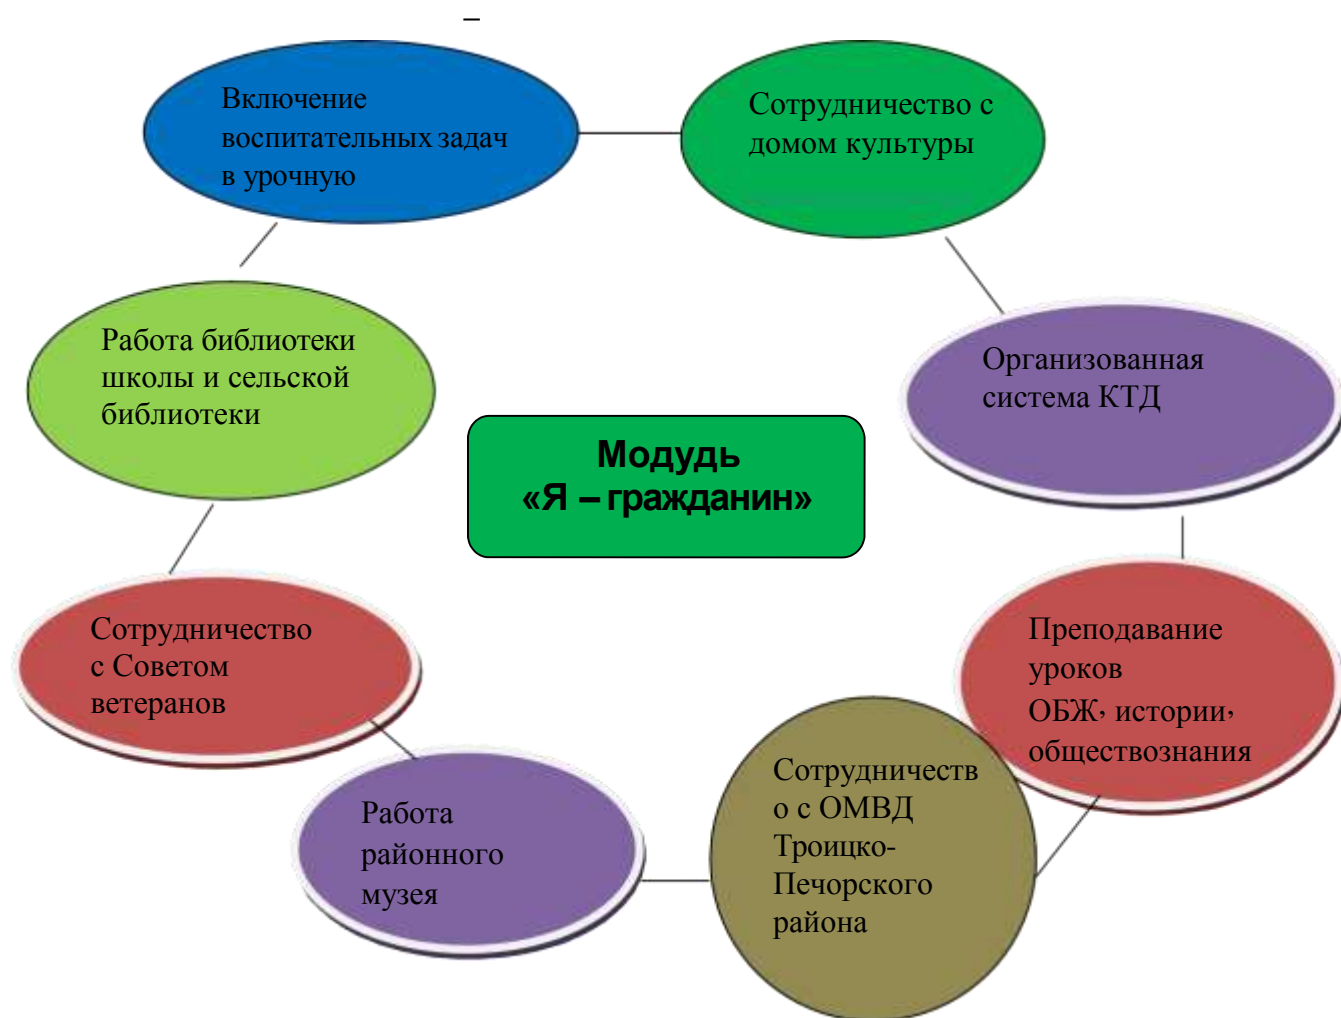 –
Включение
воспитательных задач
в урочную
Сотрудничество с
домом культуры
Работа библиотеки
школы и сельской
библиотеки
Организованная
система КТД
Модудь
«Я – гражданин»
Сотрудничество
с Советом
ветеранов
Преподавание
уроков
ОБЖ, истории,
обществознания
Работа
районного
музея
Сотрудничеств
о с ОМВД
Троицко-
Печорского
района